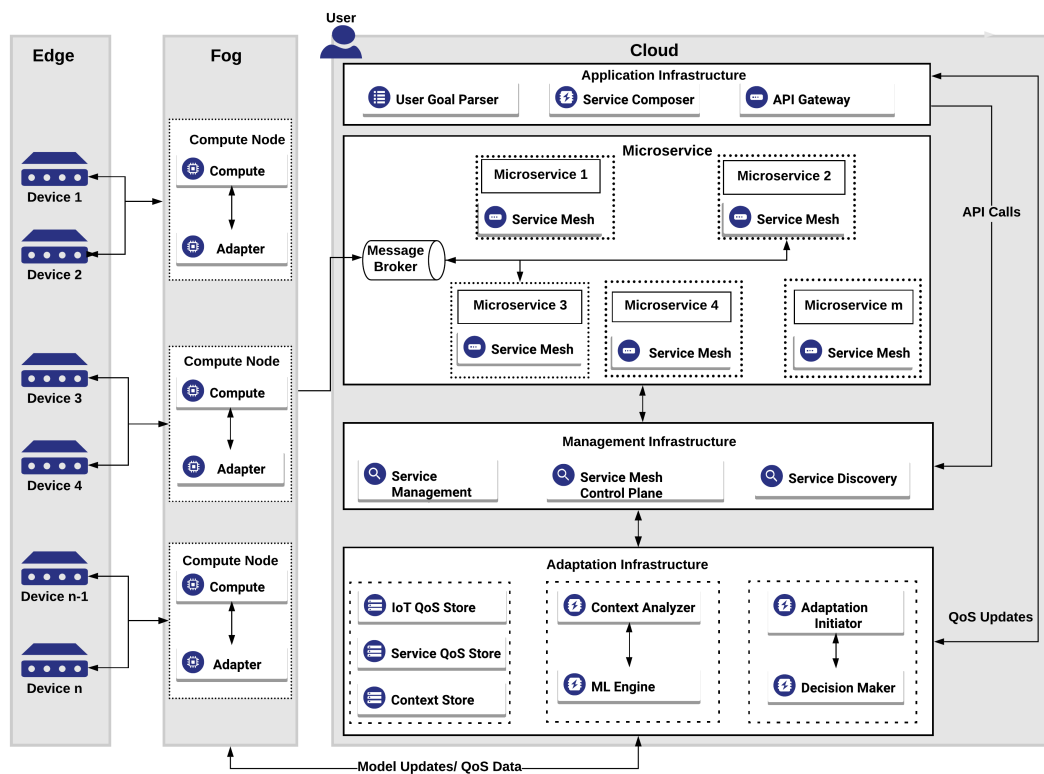 User
Edge
Fog
Cloud
Application Infrastructure
User Goal Parser
Service Composer
API Gateway
Compute Node
Compute
Adapter
Device 1
Device 2
Microservice
Microservice 1
Service Mesh
Microservice 2
Service Mesh
API Calls
Message
Broker
Microservice 3
Service Mesh
Microservice 4
Service Mesh
Microservice m
Service Mesh
Device 3
Device 4
Compute Node
Compute
Adapter
Management Infrastructure
Service
Management
Service Mesh
Control Plane
Service Discovery
Device n-1
Device n
Compute Node
Compute
Adapter
Adaptation Infrastructure
IoT QoS Store
Service QoS Store
Context Store
Context Analyzer
ML Engine
Adaptation
Initiator
Decision Maker
QoS Updates
Model Updates/ QoS Data